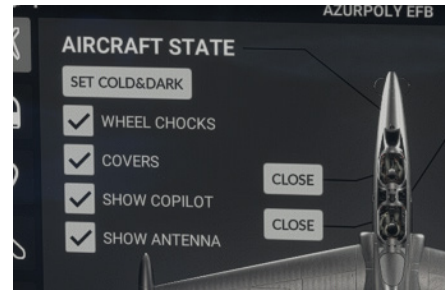 AZURPOLY EFB
AIRCRAFT STATE
SET COLD&DARK
WHEEL CHOCKS
COVERS
SHOW COPILOT
SHOW ANTENNA
CLOSE
CLOSE